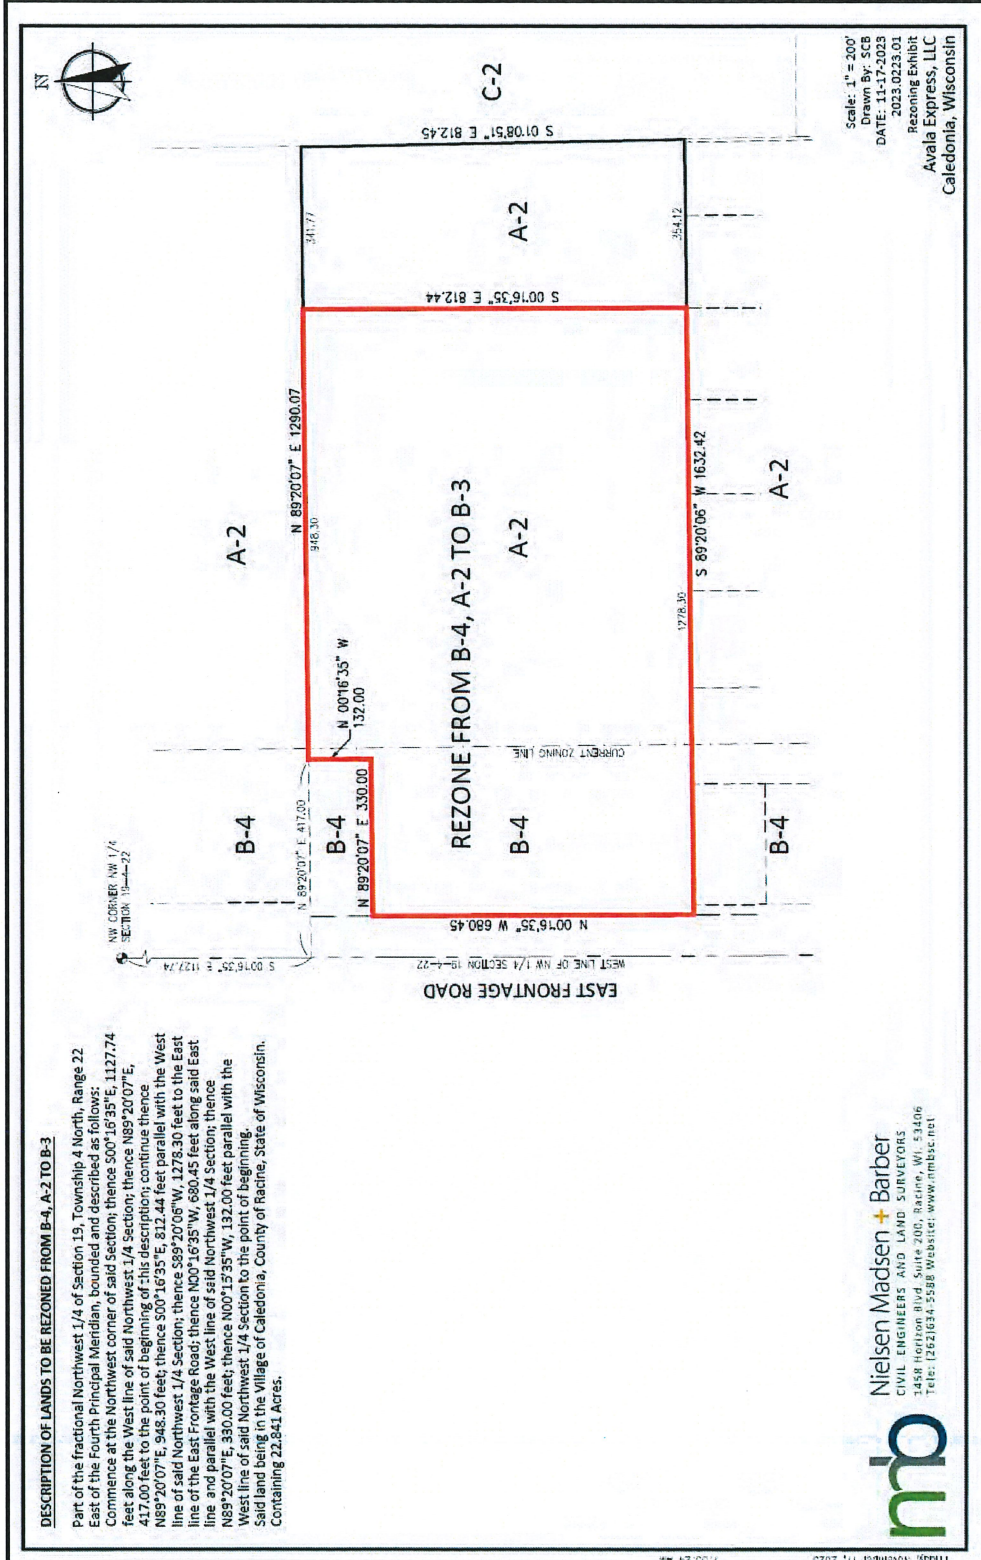 DESCRIPTION OF LANDS TO BE REZONED FROM B-4, A-2 TO B-3
Part of the fractional Northwest 1/4 of Section 19, Township 4 North, Range 22
East of the Fourth Principal Meridian, bounded and described as follows:
Commence at the Northwest corner of said Section; thence S00°16'35"E, 1127.74
feet along the West line of said Northwest 1/4 Section; thence N89°20'07"E,
417.00 feet to the point of beginning of this description; continue thence
N89°20'07"E, 948.30 feet; thence S00°16'35"E, 812.44 feet parallel with the West
line of said Northwest 1/4 Section; thence S89°20'06"W, 1278.30 feet to the East
line of the East Frontage Road; thence N00°16'35"W, 680.45 feet along said East
line and parallel with the West line of said Northwest 1/4 Section; thence
N89°20'07"E, 330.00 feet; thence N00°16'35"W, 132.00 feet parallel with the
West line of said Northwest 1/4 Section to the point of beginning.
Said land being in the Village of Caledonia, County of Racine, State of Wisconsin.
Containing 22.841 Acres.
NW CORNER NW 1/4
SECTION 19-4-22
S 00°16'35" E 1127.74
N 89°20'07" E 417.00
B-4
A-2
N 89°20'07" E 1290.07
948.30
341.77
N
B-4
N 89°20'07" E 330.00
N 00°16'35" W
132.00
S 00°16'35" E 812.44
S 01°08'51" E 812.45
C-2
REZONE FROM B-4, A-2 TO B-3
B-4
A-2
A-2
CURRENT ZONING LINE
N 00°16'35" W 680.45
WEST LINE OF NW 1/4 SECTION 19-4-22
EAST FRONTAGE ROAD
1278.30
354.12
S 89°20'06" W 1632.42
B-4
A-2
nmb
Nielsen Madsen + Barber
CIVIL ENGINEERS AND LAND SURVEYORS
1458 Horizon Blvd. Suite 200, Racine, WI. 53406
Tele: (262)634-5588 Website: www.nmbsc.net
Scale: 1" = 200'
Drawn By: SCB
DATE: 11-17-2023
2023.0223.01
Rezoning Exhibit
Avala Express, LLC
Caledonia, Wisconsin